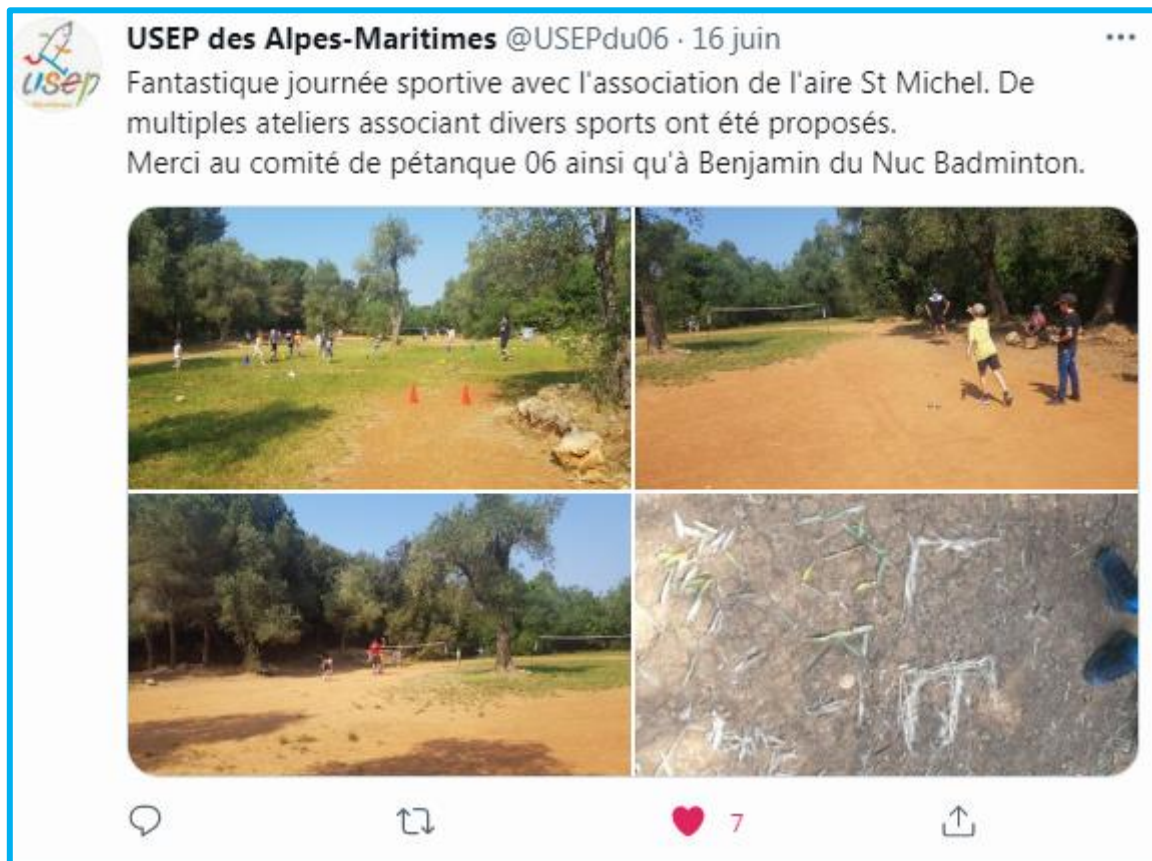 USEP des Alpes-Maritimes @USEPdu06 · 16 juin
usep
Fantastique journée sportive avec l'association de l'aire St Michel. De
multiples ateliers associant divers sports ont été proposés.
Merci au comité de pétanque 06 ainsi qu'à Benjamin du Nuc Badminton.
7